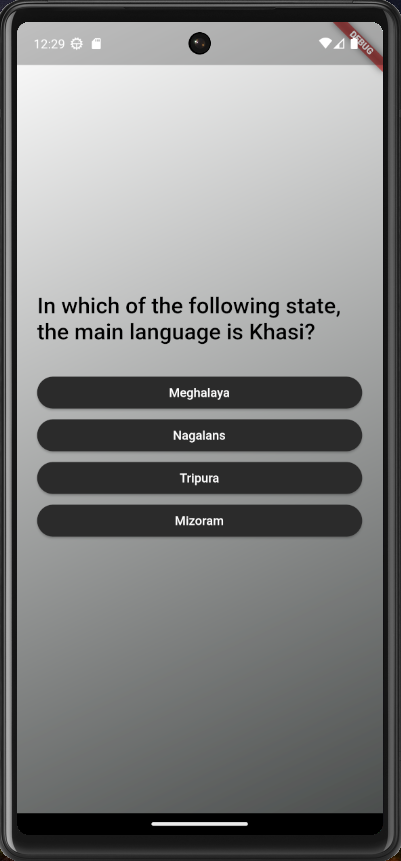 12:29
DEBUG
In which of the following state,
the main language is Khasi?
Meghalaya
Nagalans
Tripura
Mizoram